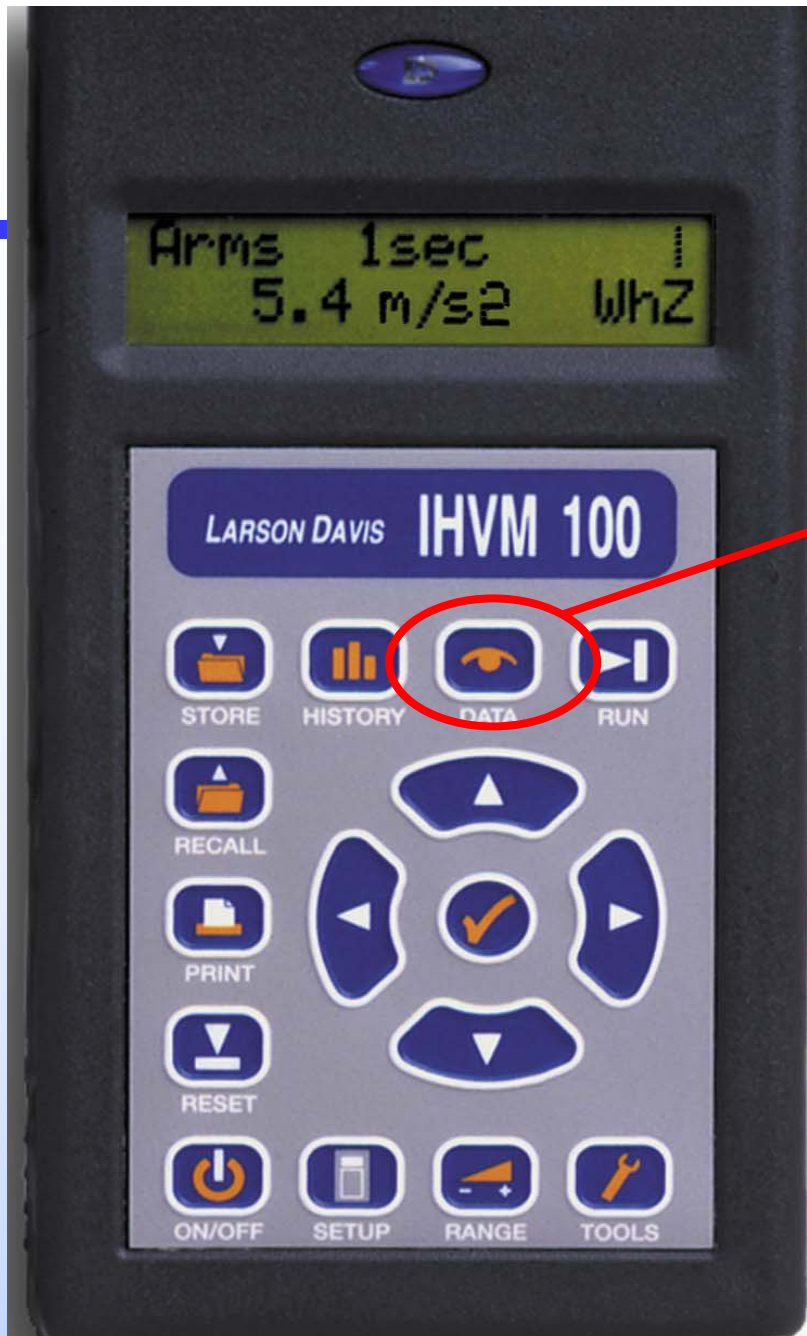 Arms 1sec
5.4 m/s2 WhZ
LARSON DAVIS IHVM 100
STORE HISTORY DATA RUN
RECALL
PRINT
RESET
- +
ON/OFF SETUP RANGE TOOLS